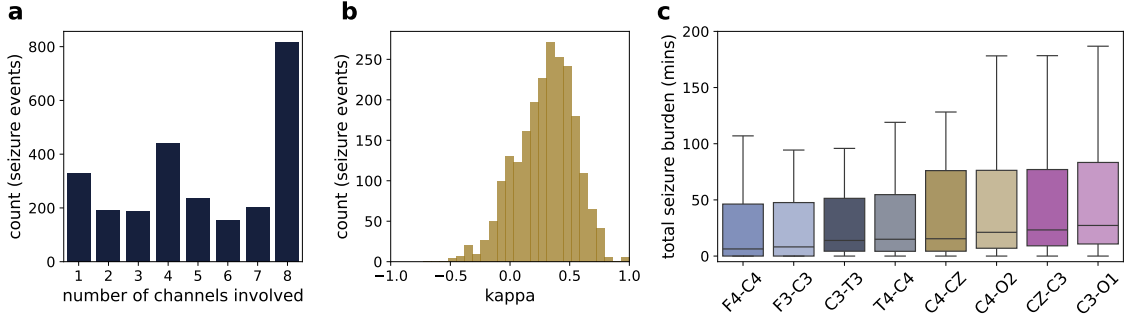 a
count (seizure events)
800
600
400
200
0
1 2 3 4 5 6 7 8
number of channels involved
b
count (seizure events)
250
200
150
100
50
0
−1.0 −0.5 0.0 0.5 1.0
kappa
c
total seizure burden (mins)
200
150
100
50
0
F4-C4 F3-C3 C3-T3 T4-C4 C4-CZ C4-O2 CZ-C3 C3-O1